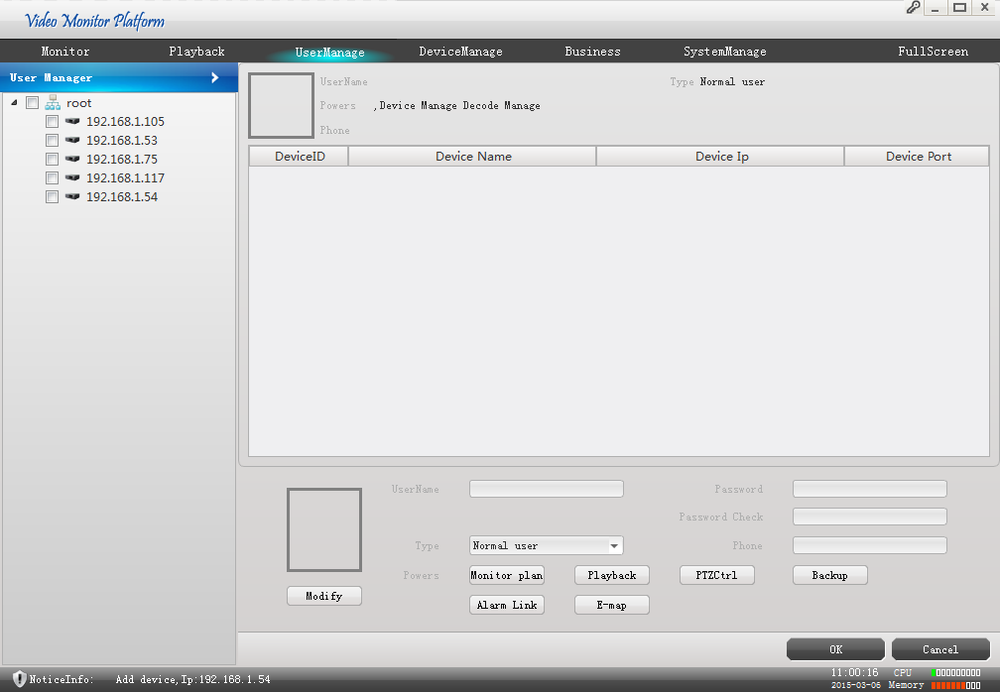 Video Monitor Platform
Monitor Playback UserManage DeviceManage Business SystemManage FullScreen
User Manager
root
192.168.1.105
192.168.1.53
192.168.1.75
192.168.1.117
192.168.1.54
UserName Type Normal user
Powers ,Device Manage Decode Manage
Phone
DeviceID Device Name Device Ip Device Port
UserName Password
Password Check
Type Normal user Phone
Powers Monitor plan Playback PTZCtrl Backup
Modify
Alarm Link E-map
OK Cancel
NoticeInfo: Add device,Ip:192.168.1.54
11:00:16 CPU
2015-03-06 Memory